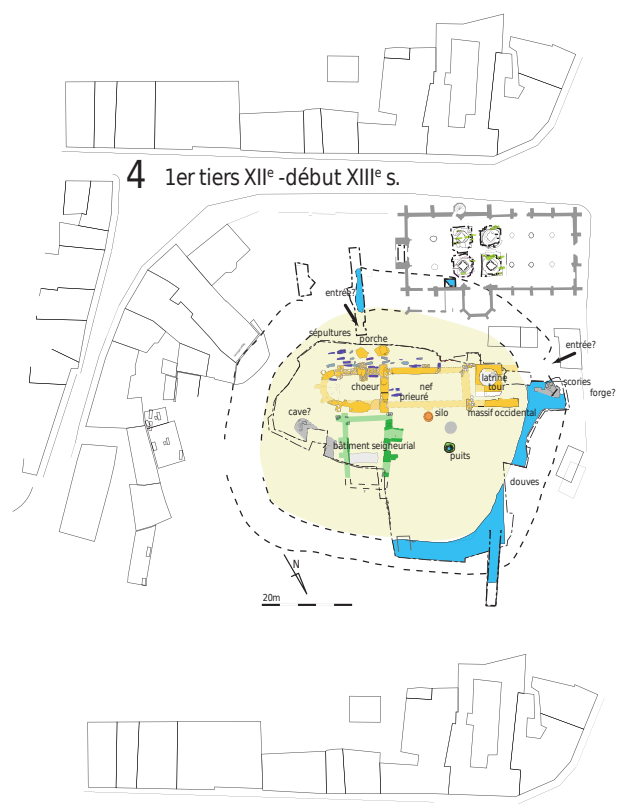 4 1er tiers XIIe -début XIIIe s.
entrée?
sépultures
porche
entrée?
choeur
nef
prieuré
latrine
tour
scories
forge?
cave?
silo
massif occidental
bâtiment seigneurial
puits
douves
N
20m